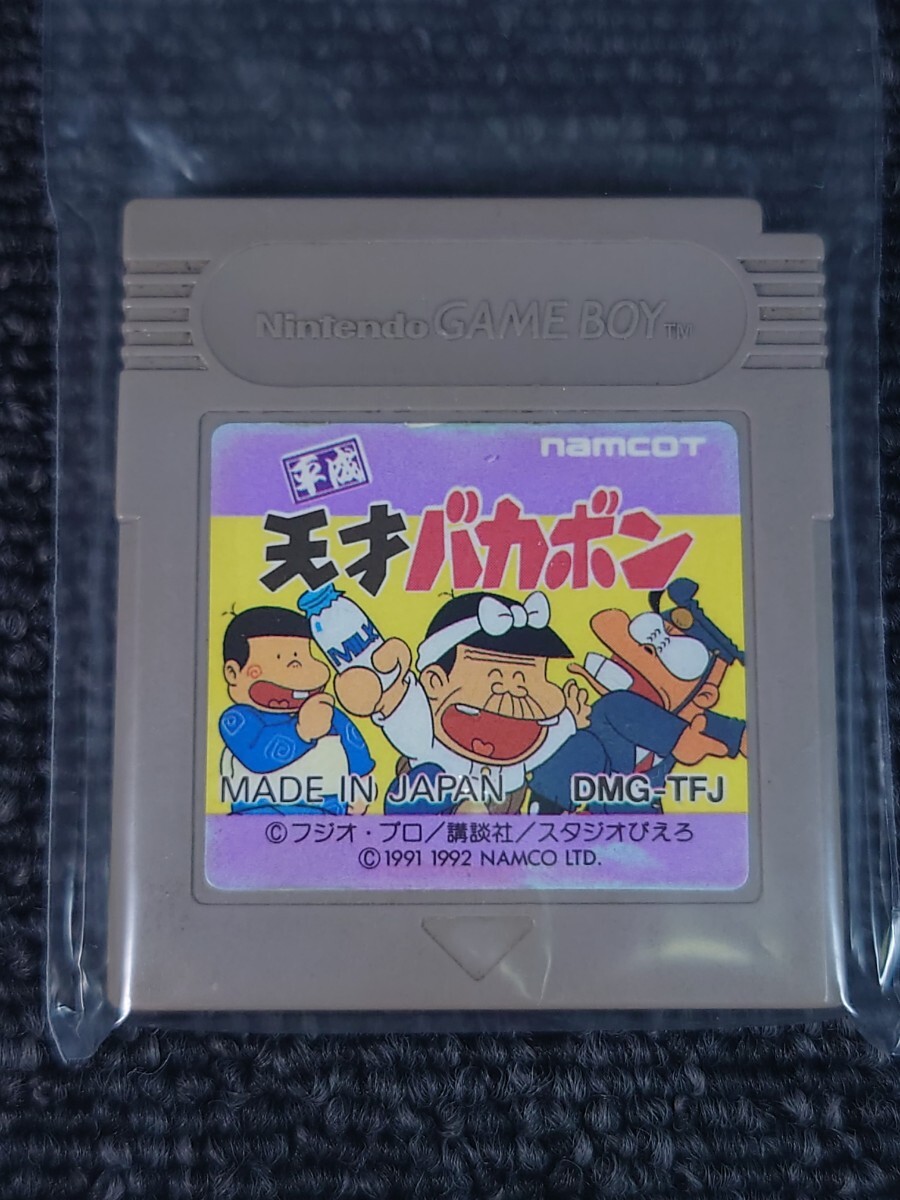 Nintendo GAME BOY™
namcoT
平成
天才バカボン
MILK
MADE IN JAPAN DMG-TFJ
©フジオ・プロ/講談社/スタジオぴえろ
©1991 1992 NAMCO LTD.